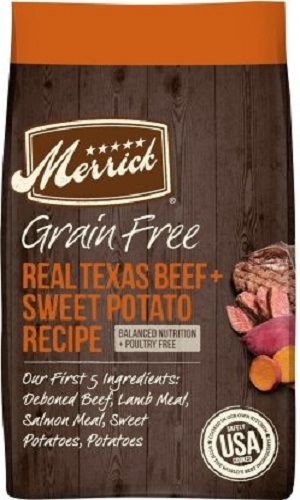 Merrick
®
Grain Free
REAL TEXAS BEEF +
SWEET POTATO
RECIPE
BALANCED NUTRITION
+ POULTRY FREE
Our First 5 Ingredients:
Deboned Beef, Lamb Meal,
Salmon Meal, Sweet
Potatoes, Potatoes
SAFELY
USA
COOKED